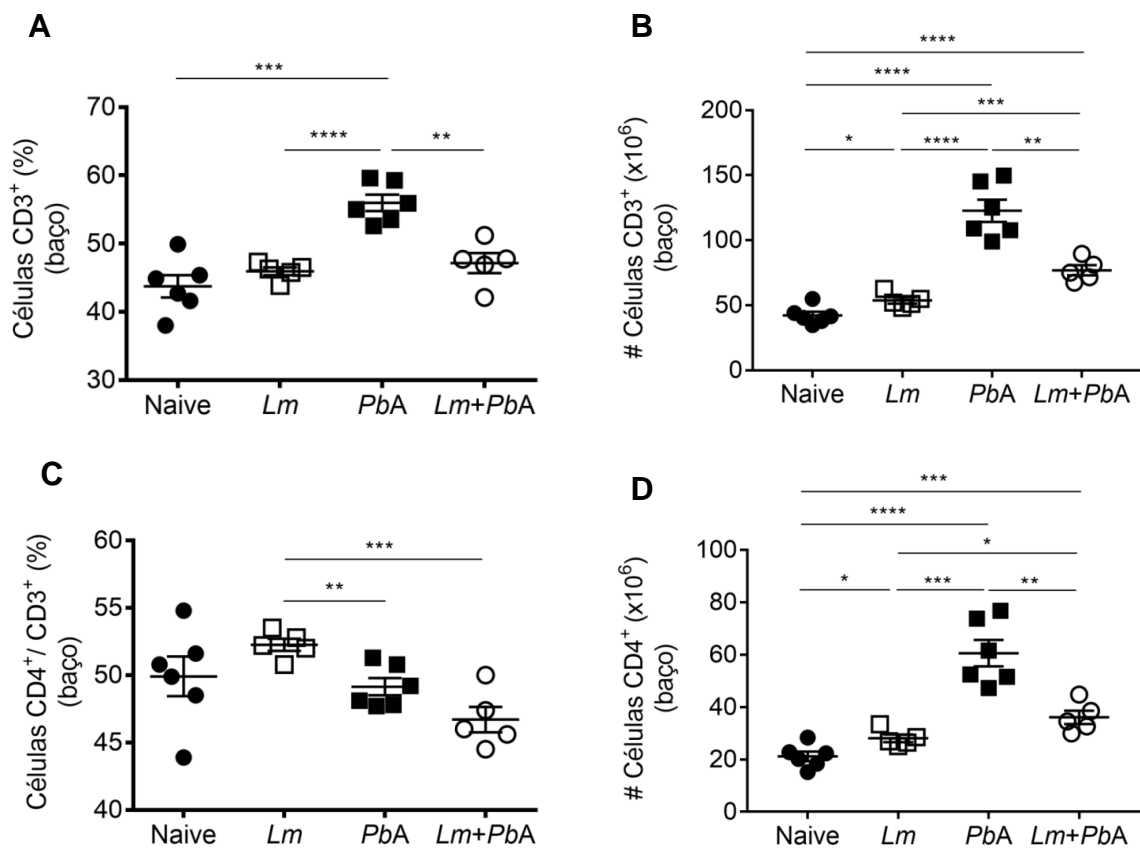 A
***
****
**
Células CD3⁺ (%)
(baço)
70
60
50
40
30
Naive Lm PbA Lm+PbA
B
****
****
***
* **** **
# Células CD3⁺ (x10⁶)
(baço)
200
150
100
50
0
Naive Lm PbA Lm+PbA
C
***
**
Células CD4⁺/ CD3⁺ (%)
(baço)
60
55
50
45
40
Naive Lm PbA Lm+PbA
D
***
****
*
* *** **
# Células CD4⁺ (x10⁶)
(baço)
100
80
60
40
20
0
Naive Lm PbA Lm+PbA